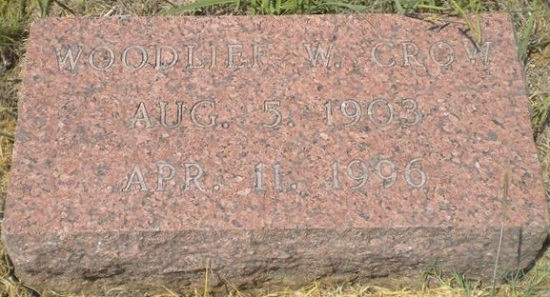 WOODLIEF W. CROW
AUG. 5, 1903
APR. 11, 1996